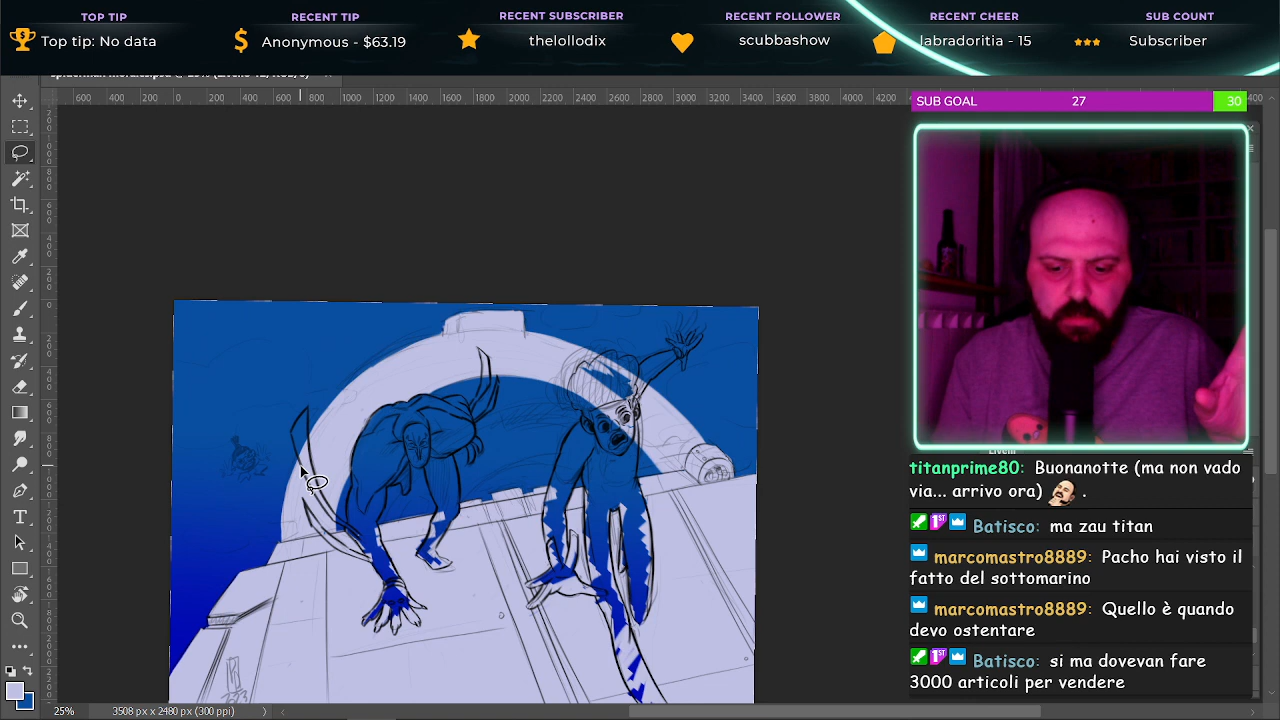 TOP TIP
Top tip: No data
RECENT TIP
Anonymous - $63.19
RECENT SUBSCRIBER
thelollodix
RECENT FOLLOWER
scubbashow
RECENT CHEER
labradoritia - 15
SUB COUNT
Subscriber
600 400 200 0 200 400 600 800 1000 1200 1400 1600 1800 2000 2200 2400 2600 2800 3000 3200 3400 3600 3800 4000 4200
SUB GOAL 27 30
titanprime80: Buonanotte (ma non vado
via... arrivo ora) .
Batisco: ma zau titan
marcomastro8889: Pacho hai visto il
fatto del sottomarino
marcomastro8889: Quello è quando
devo ostentare
Batisco: si ma dovevan fare
3000 articoli per vendere
25% 3508 px x 2480 px (300 ppi)